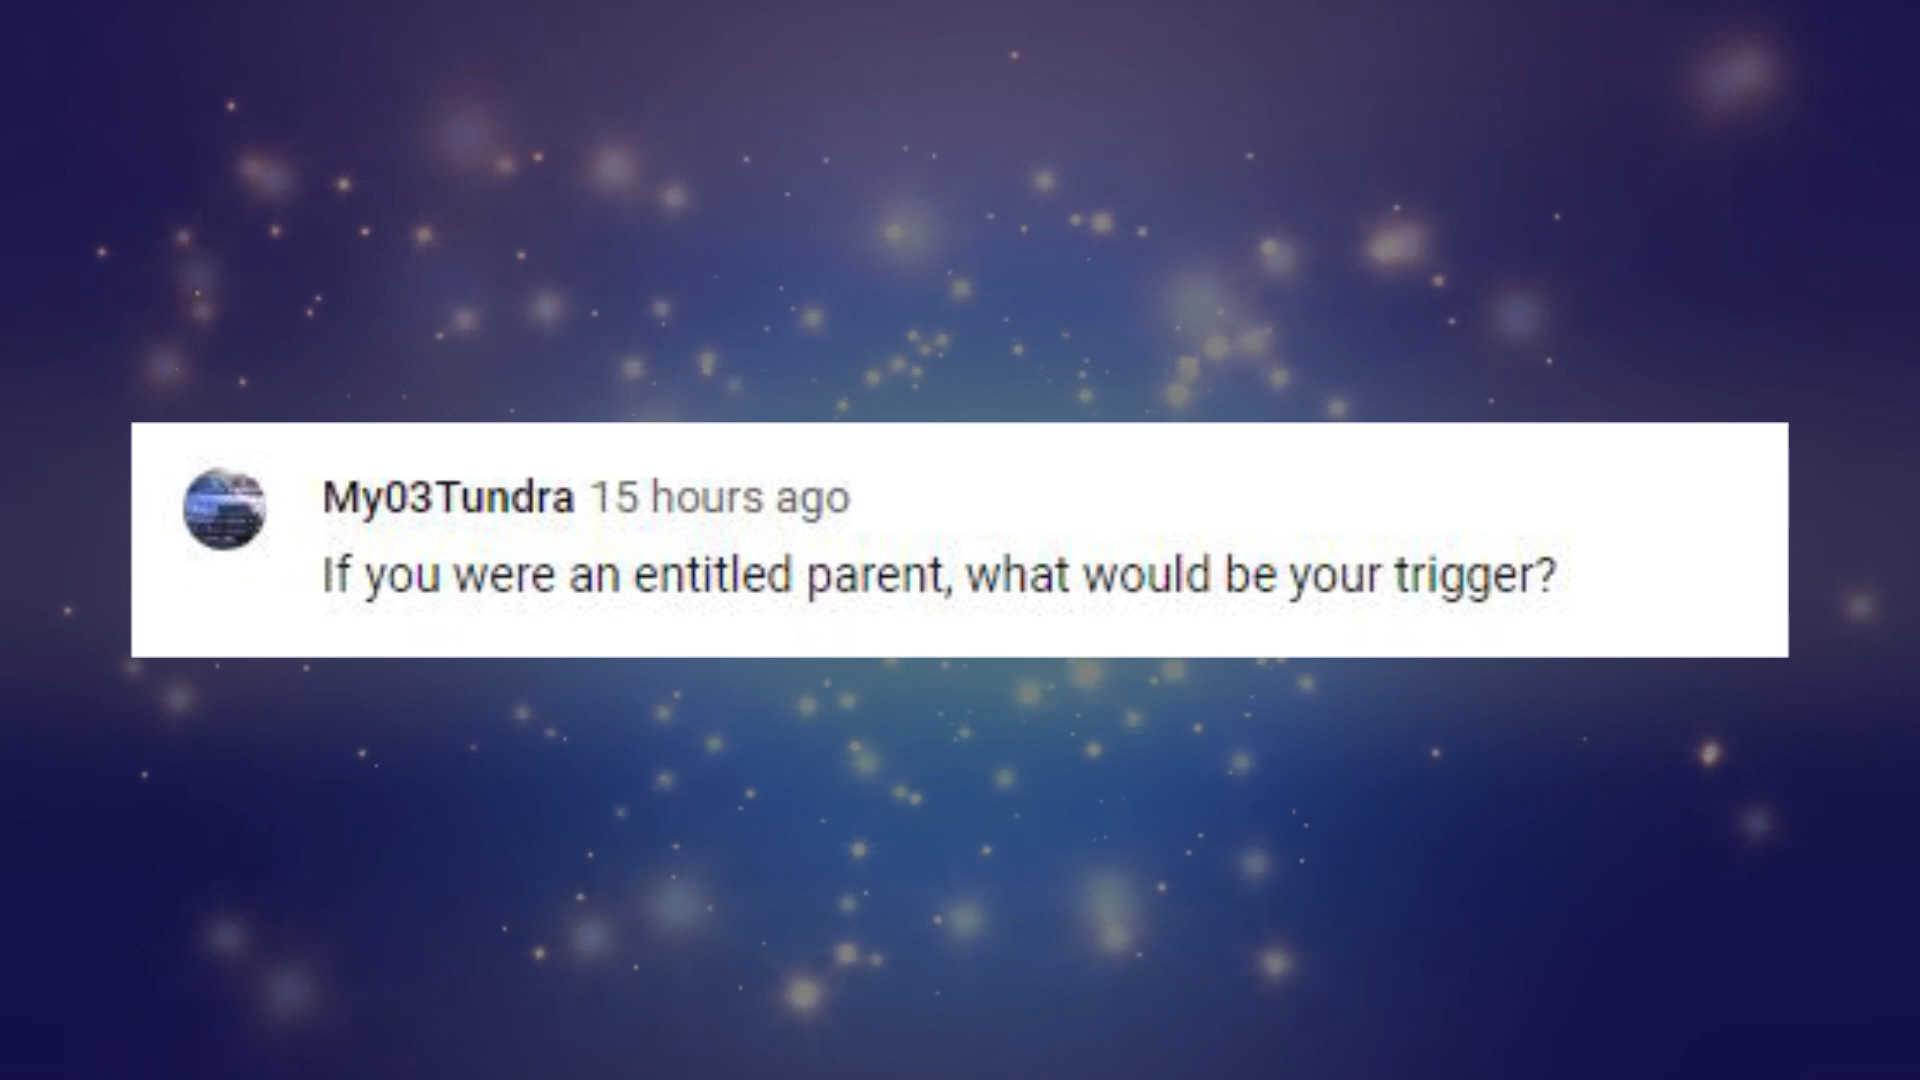 My03Tundra 15 hours ago
If you were an entitled parent, what would be your trigger?